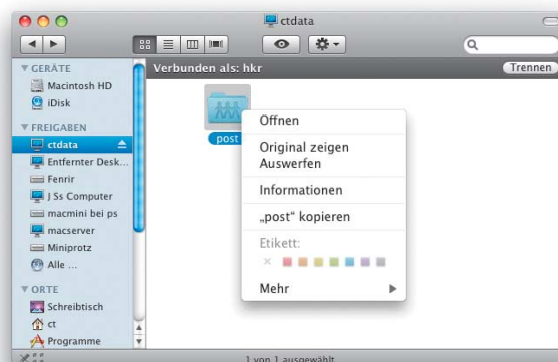 ctdata
Verbunden als: hkr
Trennen
GERÄTE
Macintosh HD
iDisk
FREIGABEN
ctdata
Entfernter Desk...
Fenrir
J Ss Computer
macmini bei ps
macserver
Miniprotz
Alle ...
ORTE
Schreibtisch
ct
Programme
post
Öffnen
Original zeigen
Auswerfen
Informationen
„post“ kopieren
Etikett:
Mehr
1 von 1 ausgewählt